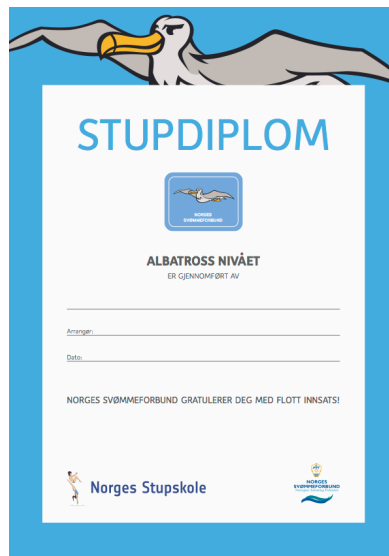 STUPDIPLOM
NORGES
SVØMMEFORBUND
ALBATROSS NIVÅET
ER GJENNOMFØRT AV
Arrangør:
Dato:
NORGES SVØMMEFORBUND GRATULERER DEG MED FLOTT INNSATS!
Norges Stupskole
NORGES
SVØMMEFORBUND